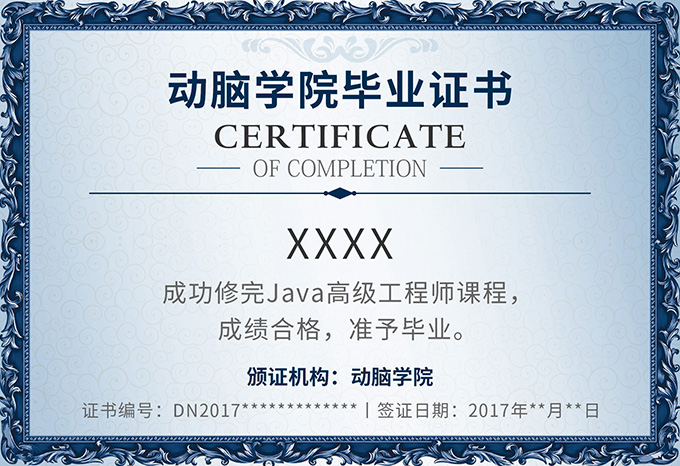 动脑学院毕业证书
CERTIFICATE
OF COMPLETION
XXXX
成功修完Java高级工程师课程，
成绩合格，准予毕业。
颁证机构：动脑学院
证书编号：DN2017*************丨签证日期：2017年**月**日